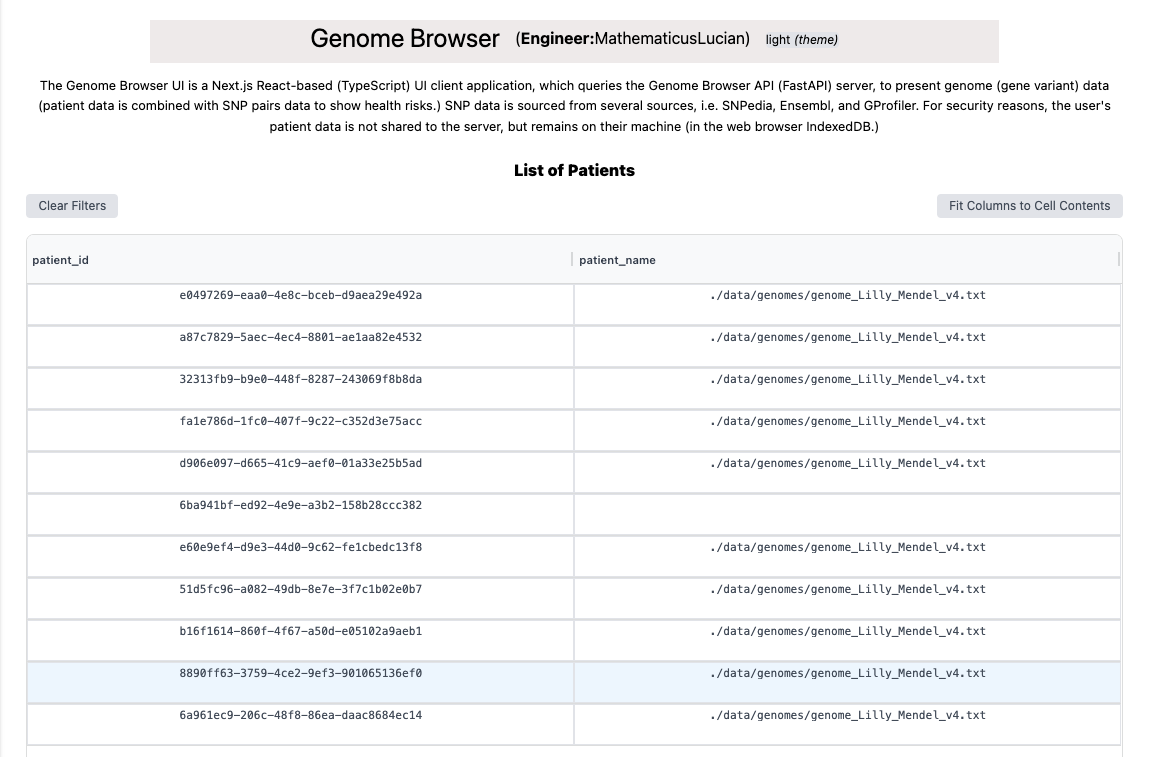 Genome Browser (Engineer:MathematicusLucian) light (theme)
The Genome Browser UI is a Next.js React-based (TypeScript) UI client application, which queries the Genome Browser API (FastAPI) server, to present genome (gene variant) data
(patient data is combined with SNP pairs data to show health risks.) SNP data is sourced from several sources, i.e. SNPedia, Ensembl, and GProfiler. For security reasons, the user's
patient data is not shared to the server, but remains on their machine (in the web browser IndexedDB.)
List of Patients
Clear Filters Fit Columns to Cell Contents
patient_id patient_name
e0497269-eaa0-4e8c-bceb-d9aea29e492a ./data/genomes/genome_Lilly_Mendel_v4.txt
a87c7829-5aec-4ec4-8801-ae1aa82e4532 ./data/genomes/genome_Lilly_Mendel_v4.txt
32313fb9-b9e0-448f-8287-243069f8b8da ./data/genomes/genome_Lilly_Mendel_v4.txt
fa1e786d-1fc0-407f-9c22-c352d3e75acc ./data/genomes/genome_Lilly_Mendel_v4.txt
d906e097-d665-41c9-aef0-01a33e25b5ad ./data/genomes/genome_Lilly_Mendel_v4.txt
6ba941bf-ed92-4e9e-a3b2-158b28ccc382
e60e9ef4-d9e3-44d0-9c62-fe1cbedc13f8 ./data/genomes/genome_Lilly_Mendel_v4.txt
51d5fc96-a082-49db-8e7e-3f7c1b02e0b7 ./data/genomes/genome_Lilly_Mendel_v4.txt
b16f1614-860f-4f67-a50d-e05102a9aeb1 ./data/genomes/genome_Lilly_Mendel_v4.txt
8890ff63-3759-4ce2-9ef3-901065136ef0 ./data/genomes/genome_Lilly_Mendel_v4.txt
6a961ec9-206c-48f8-86ea-daac8684ec14 ./data/genomes/genome_Lilly_Mendel_v4.txt